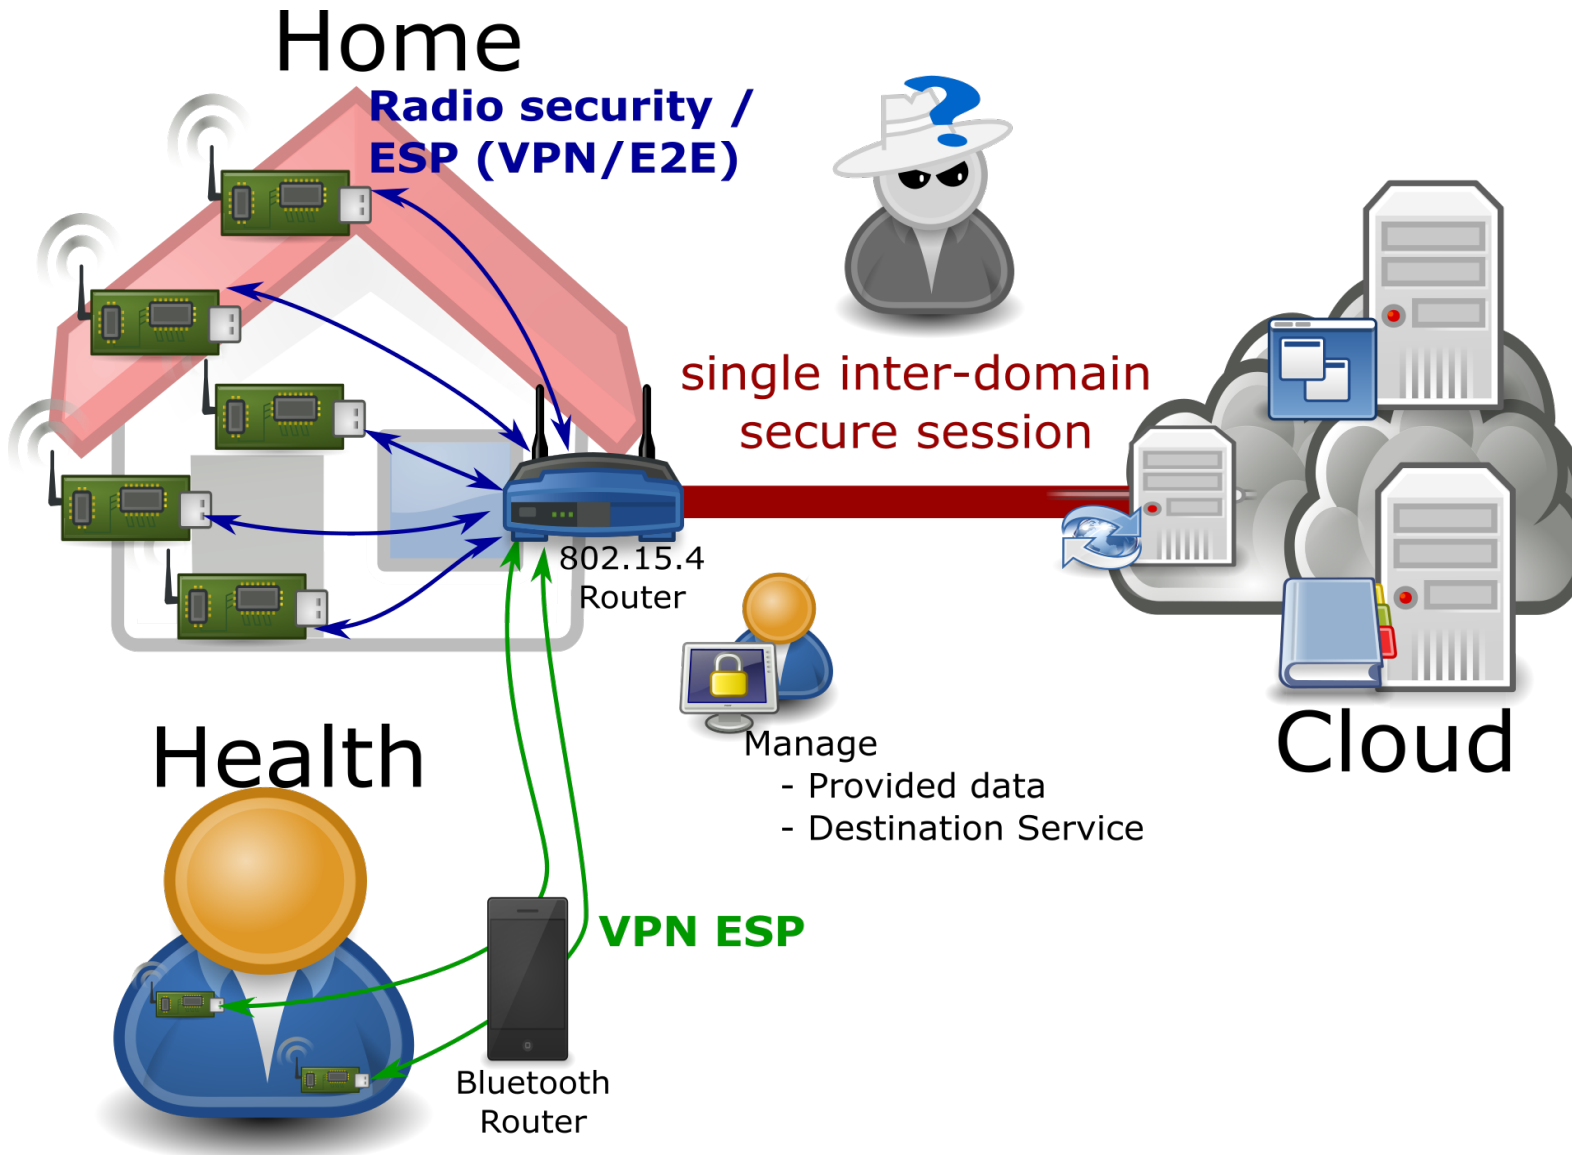 Home
Radio security /
ESP (VPN/E2E)
?
single inter-domain
secure session
802.15.4
Router
Manage
- Provided data
- Destination Service
Cloud
Health
VPN ESP
Bluetooth
Router